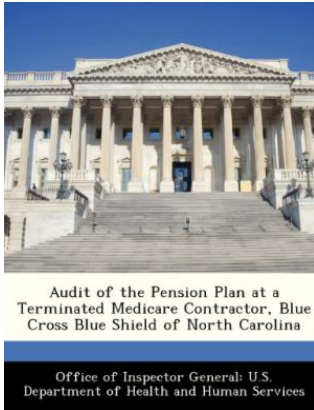 Audit of the Pension Plan at a
Terminated Medicare Contractor, Blue
Cross Blue Shield of North Carolina
Office of Inspector General: U.S.
Department of Health and Human Services